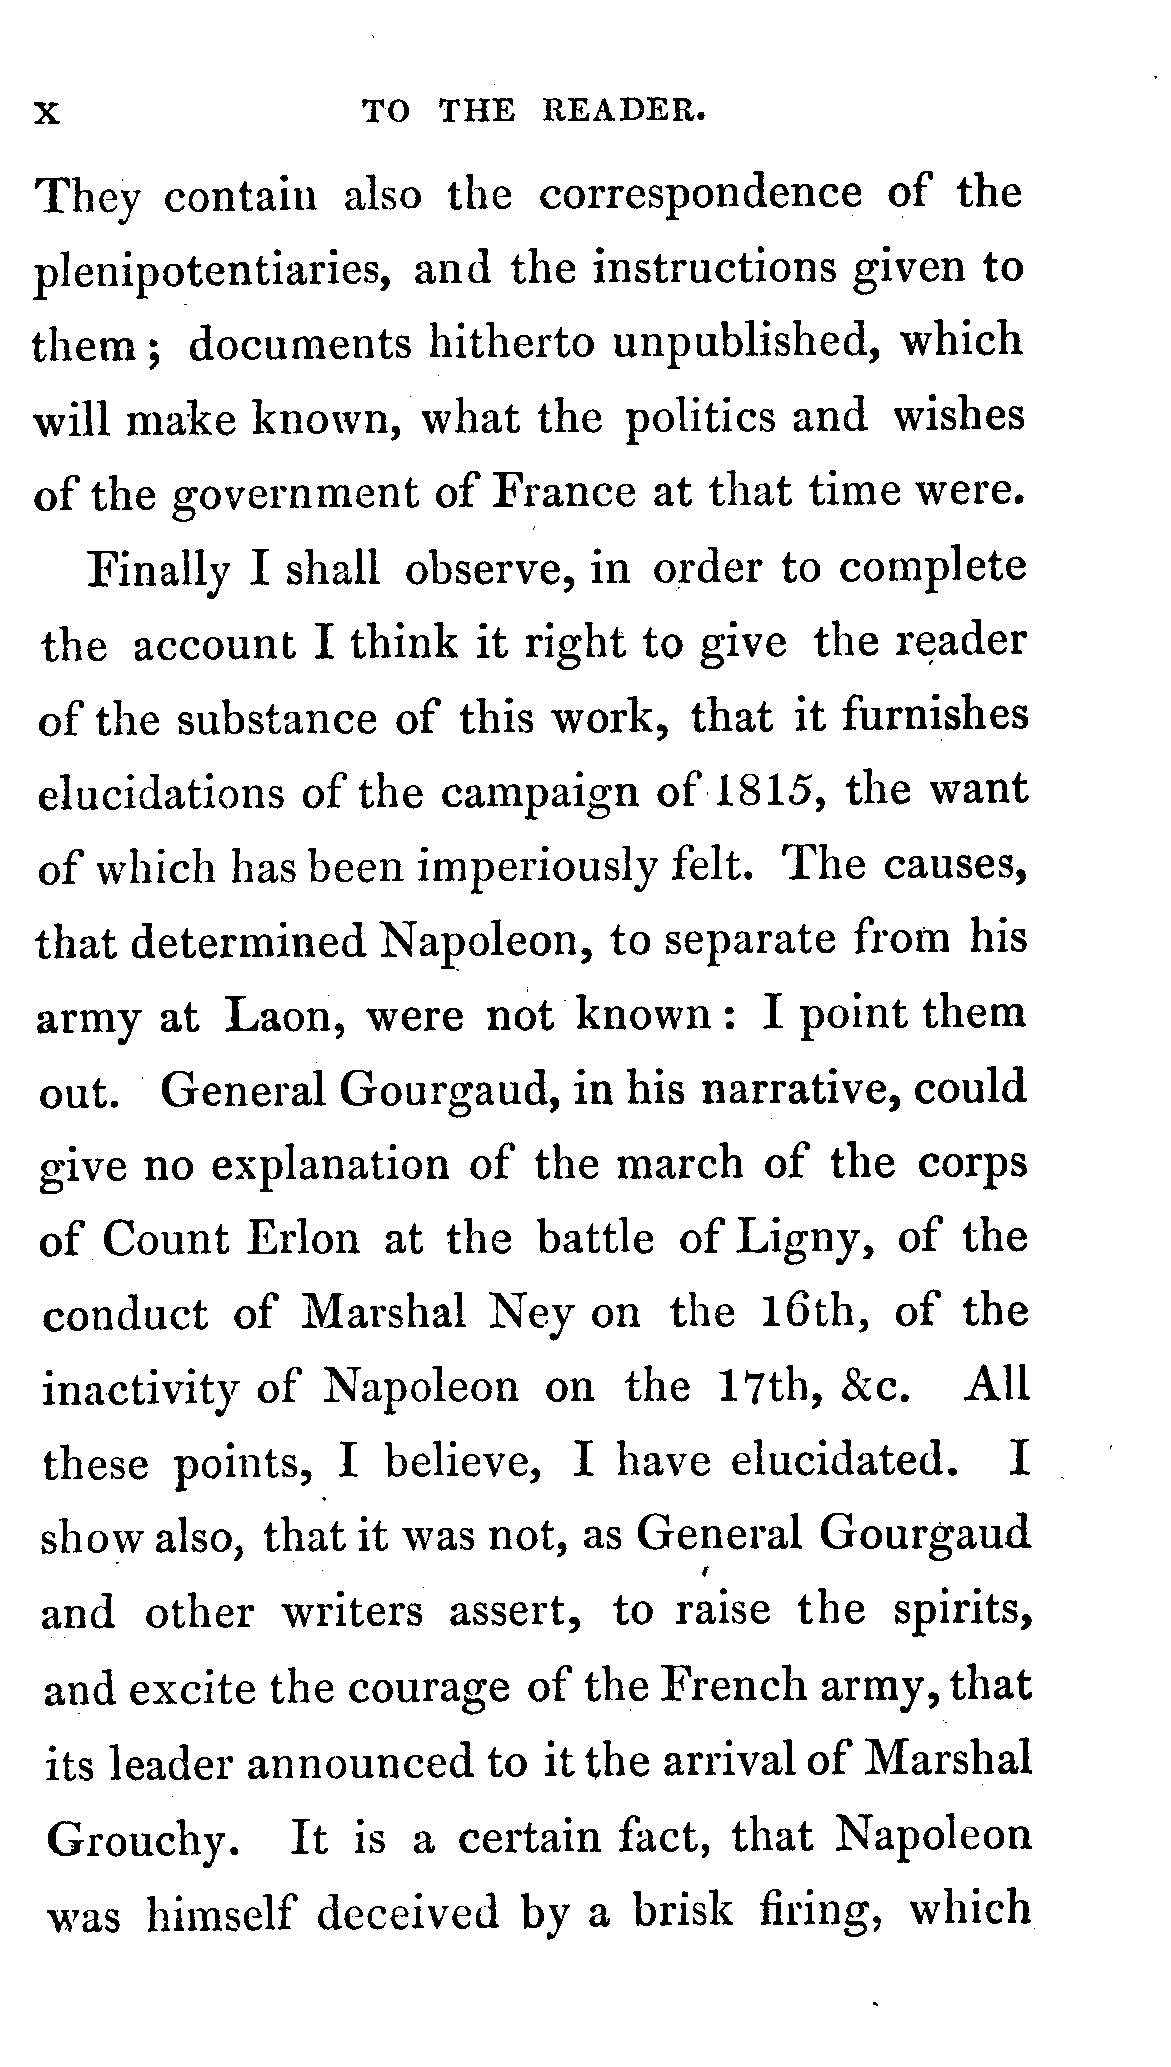 x TO THE READER.
They contain also the correspondence of the
plenipotentiaries, and the instructions given to
them; documents hitherto unpublished, which
will make known, what the politics and wishes
of the government of France at that time were.
Finally I shall observe, in order to complete
the account I think it right to give the reader
of the substance of this work, that it furnishes
elucidations of the campaign of 1815, the want
of which has been imperiously felt. The causes,
that determined Napoleon, to separate from his
army at Laon, were not known: I point them
out. General Gourgaud, in his narrative, could
give no explanation of the march of the corps
of Count Erlon at the battle of Ligny, of the
conduct of Marshal Ney on the 16th, of the
inactivity of Napoleon on the 17th, &c. All
these points, I believe, I have elucidated. I
show also, that it was not, as General Gourgaud
and other writers assert, to raise the spirits,
and excite the courage of the French army, that
its leader announced to it the arrival of Marshal
Grouchy. It is a certain fact, that Napoleon
was himself deceived by a brisk firing, which